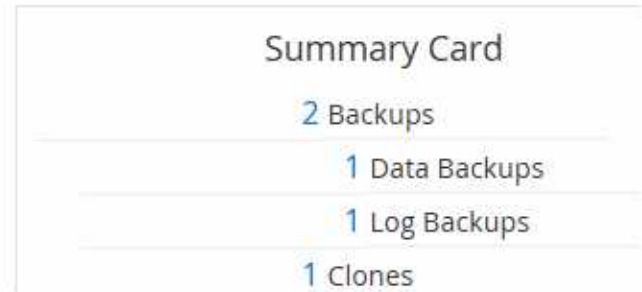 Summary Card
2 Backups
1 Data Backups
1 Log Backups
1 Clones